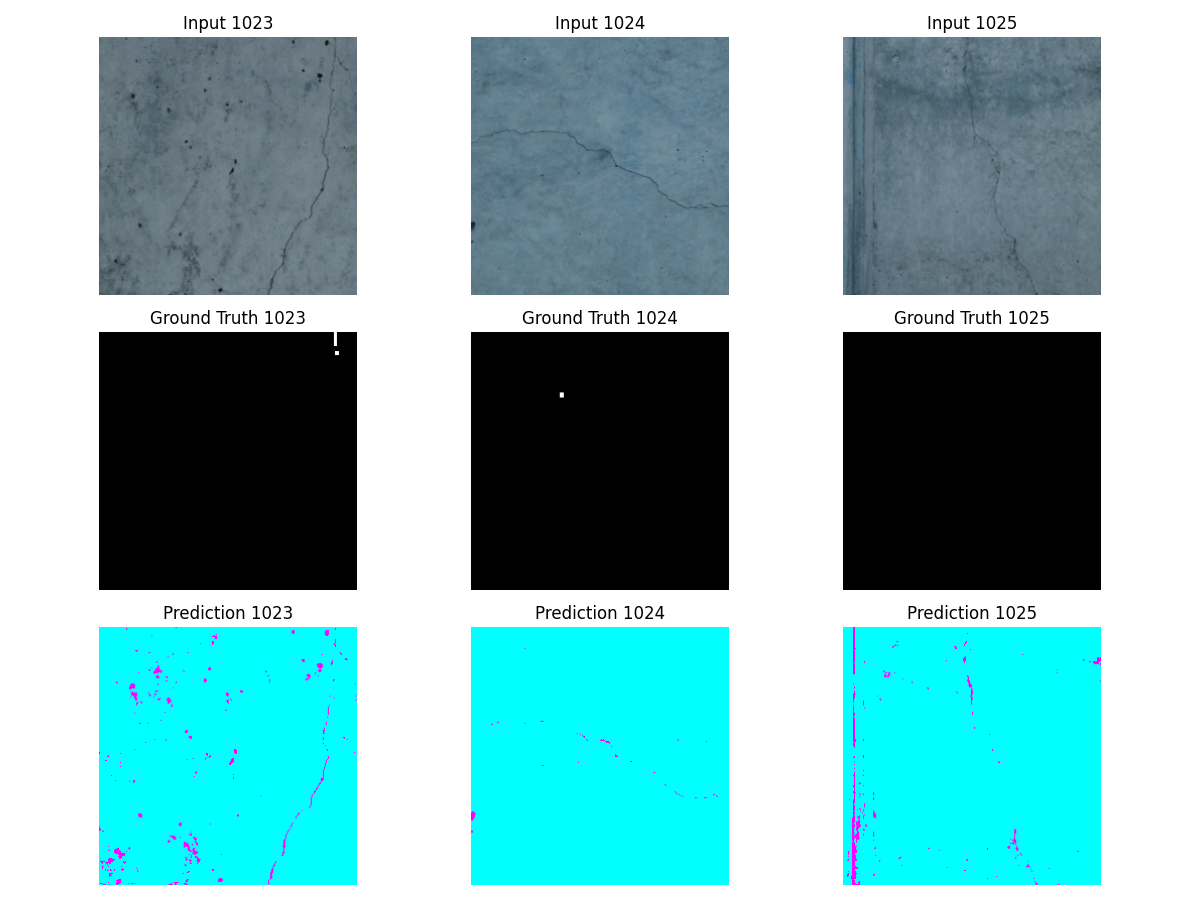 Input 1023
Input 1024
Input 1025
Ground Truth 1023
Ground Truth 1024
Ground Truth 1025
Prediction 1023
Prediction 1024
Prediction 1025